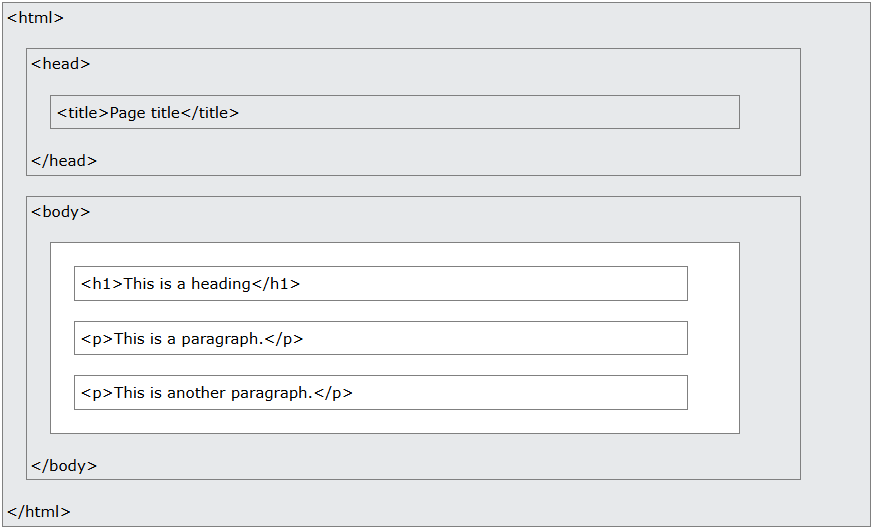 <html>
<head>
<title>Page title</title>
</head>
<body>
<h1>This is a heading</h1>
<p>This is a paragraph.</p>
<p>This is another paragraph.</p>
</body>
</html>